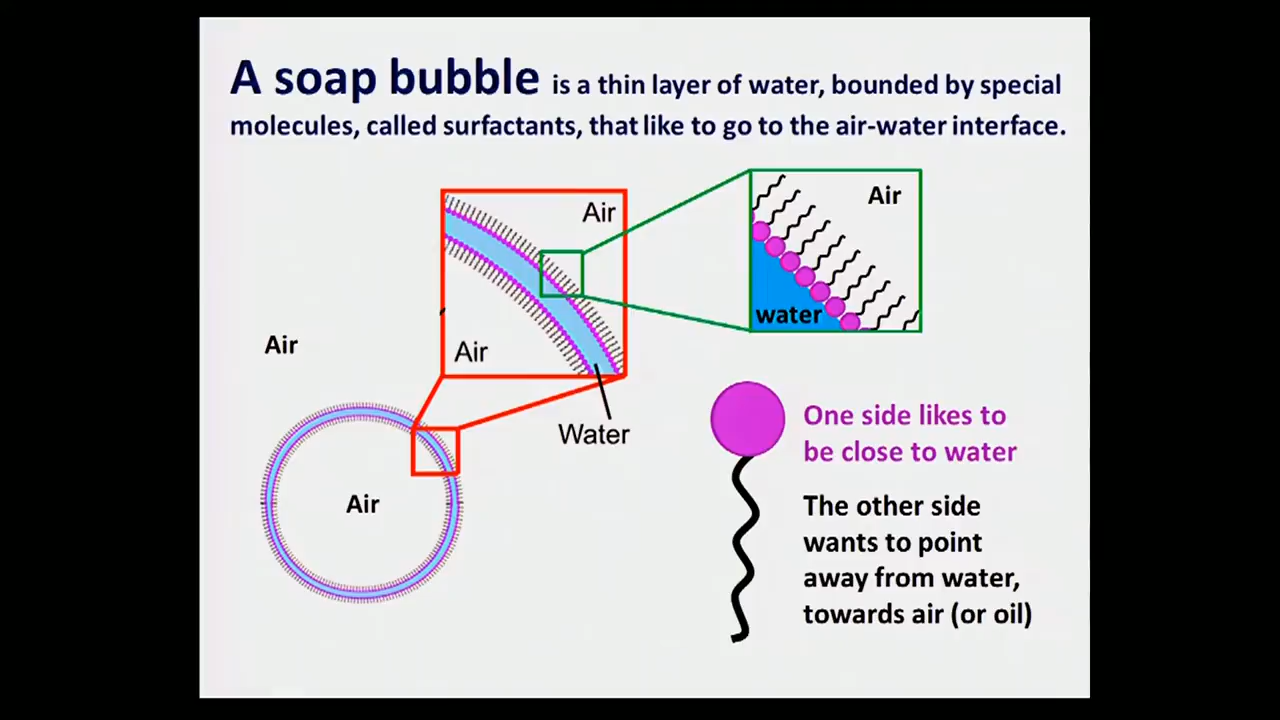 A soap bubble is a thin layer of water, bounded by special
molecules, called surfactants, that like to go to the air-water interface.
Air
Air
Air
water
Air
Water
Air
One side likes to
be close to water
The other side
wants to point
away from water,
towards air (or oil)